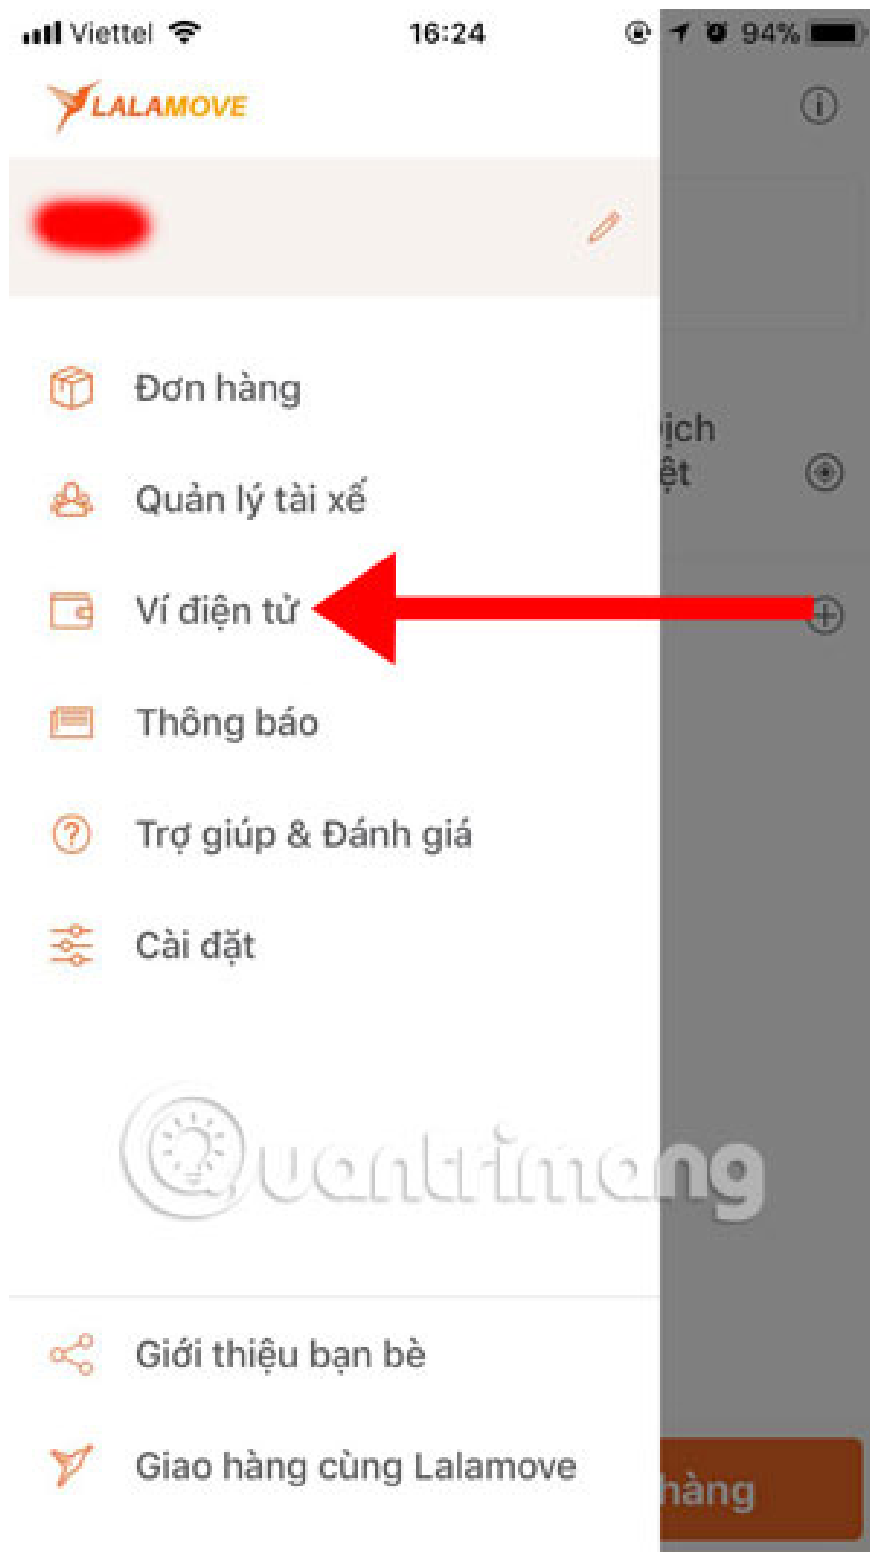 Viettel 16:24 94%
LALAMOVE
Đơn hàng
Quản lý tài xế
Ví điện tử
Thông báo
Trợ giúp & Đánh giá
Cài đặt
Quantrimang
Giới thiệu bạn bè
Giao hàng cùng Lalamove
hàng